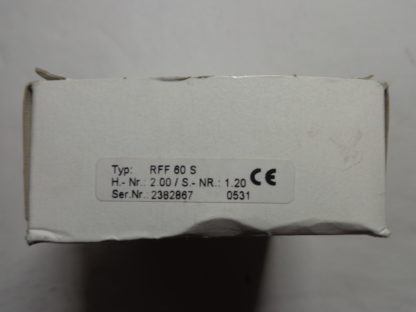 Typ: RFF 60 S
H.- Nr.: 2.00 / S.- NR.: 1.20 CE
Ser.Nr.: 2382867 0531